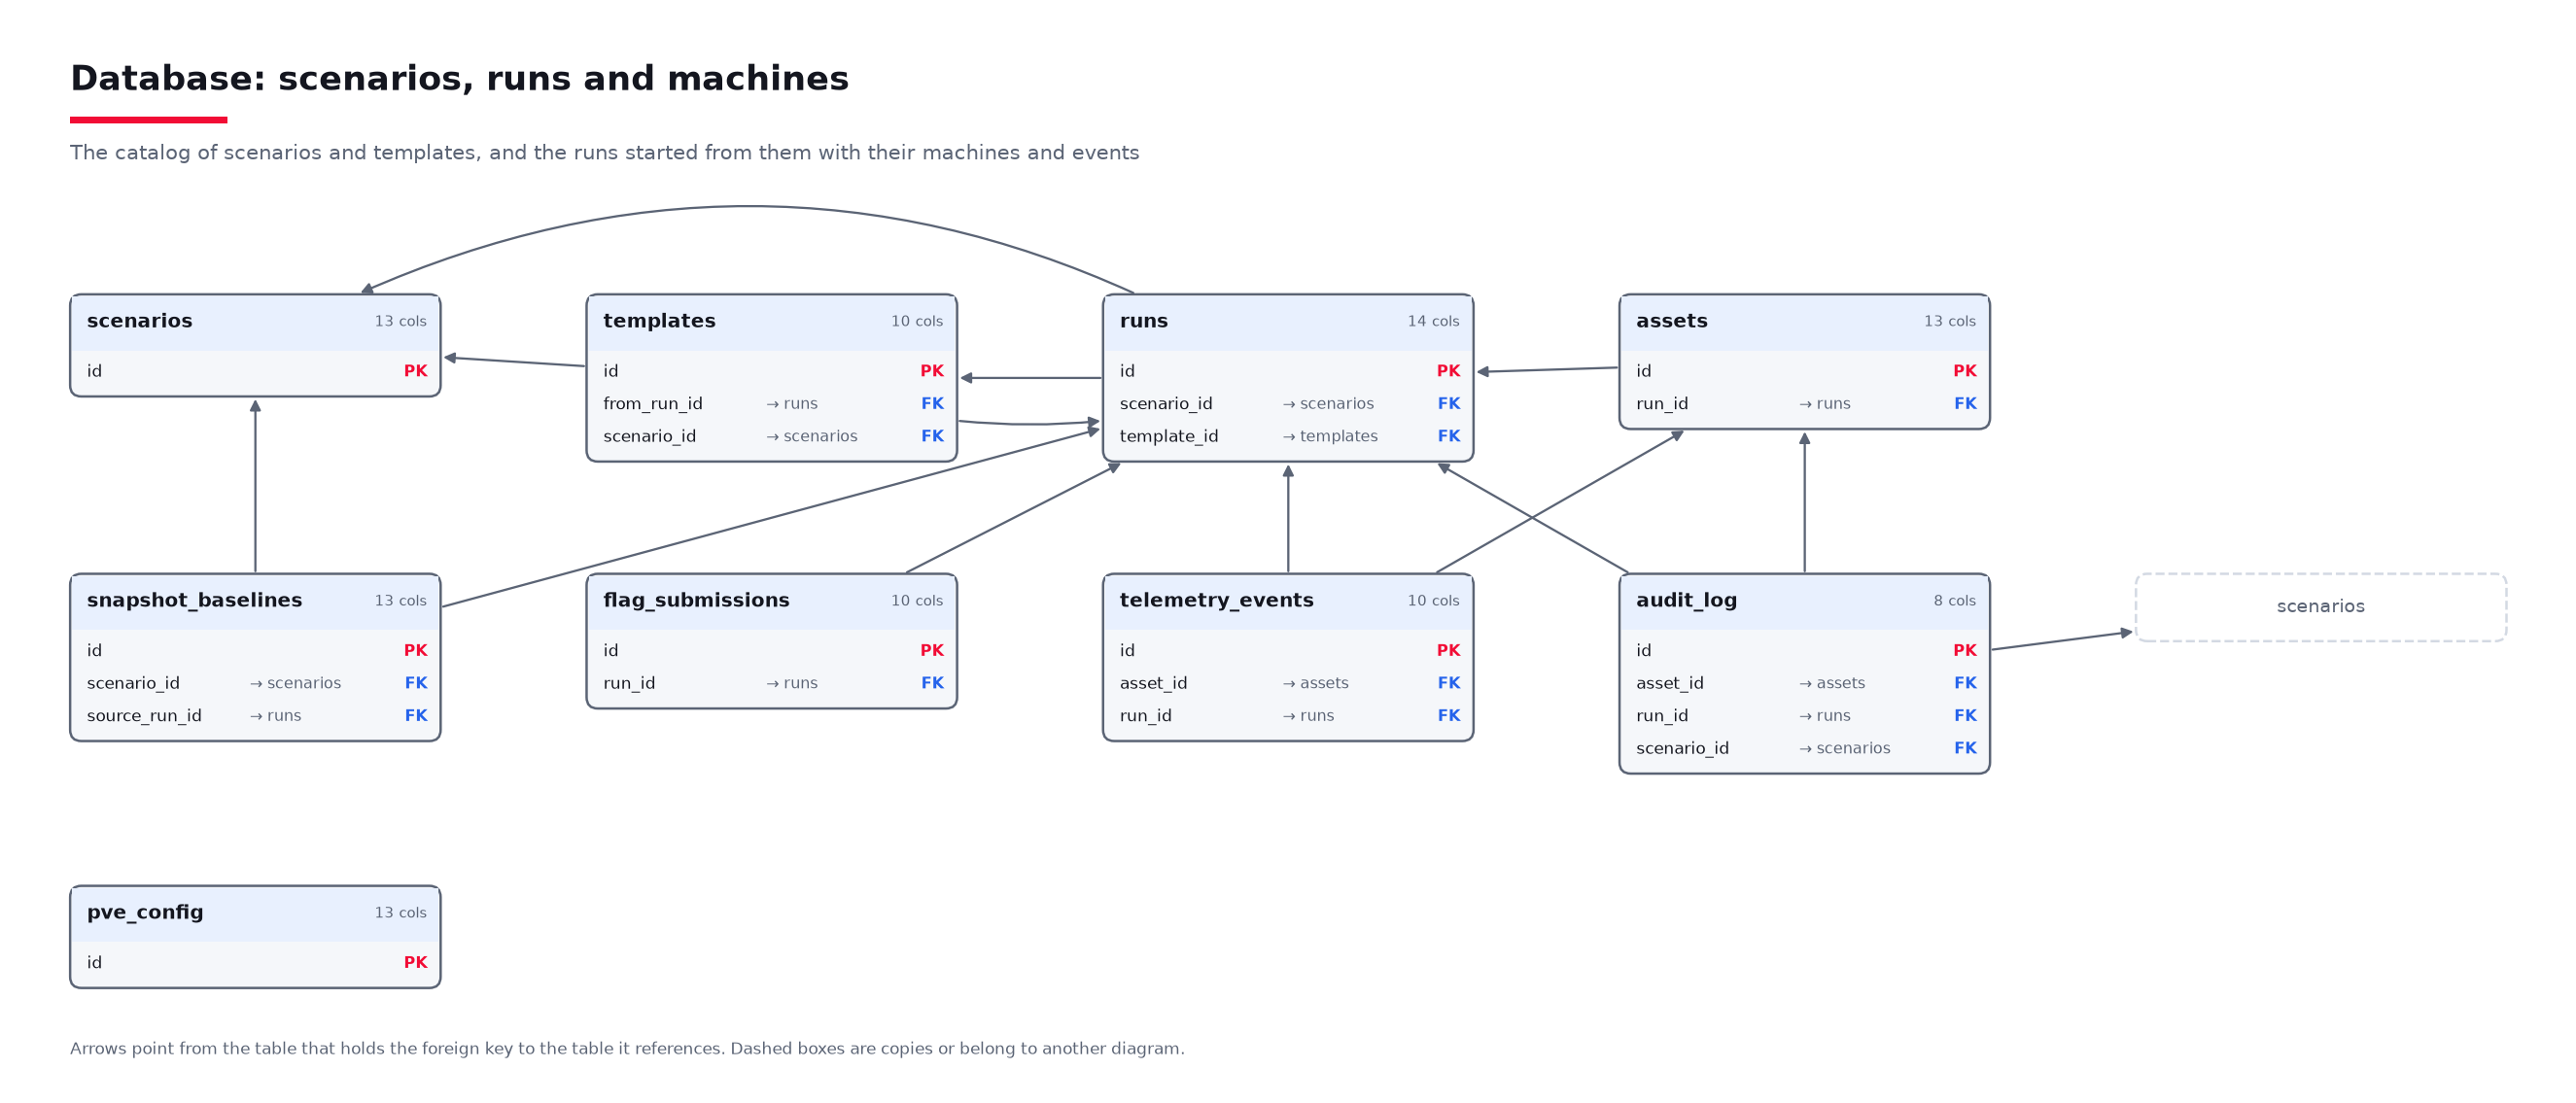 Database: scenarios, runs and machines
The catalog of scenarios and templates, and the runs started from them with their machines and events
scenarios 13 cols
id PK
templates 10 cols
id PK
from_run_id → runs FK
scenario_id → scenarios FK
runs 14 cols
id PK
scenario_id → scenarios FK
template_id → templates FK
assets 13 cols
id PK
run_id → runs FK
snapshot_baselines 13 cols
id PK
scenario_id → scenarios FK
source_run_id → runs FK
flag_submissions 10 cols
id PK
run_id → runs FK
telemetry_events 10 cols
id PK
asset_id → assets FK
run_id → runs FK
audit_log 8 cols
id PK
asset_id → assets FK
run_id → runs FK
scenario_id → scenarios FK
scenarios
pve_config 13 cols
id PK
Arrows point from the table that holds the foreign key to the table it references. Dashed boxes are copies or belong to another diagram.